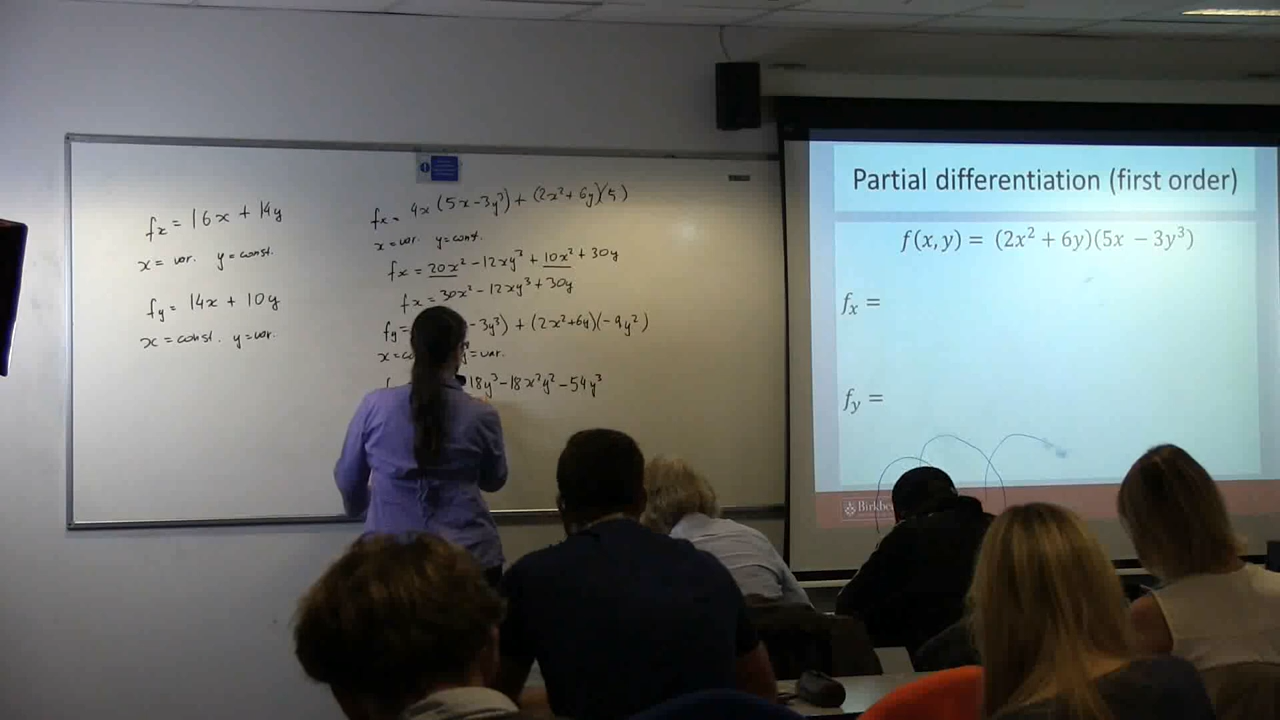 fx = 16x + 14y
x = var. y = const.
fy = 14x + 10y
x = const. y = var.
fx = 4x (5x - 3y³) + (2x² + 6y)(5)
x = var. y = const.
fx = 20x² - 12xy³ + 10x² + 30y
fx = 30x² - 12xy³ + 30y
fy = - 3y³) + (2x² + 6y)(- 9y²)
x = co y = var.
18y³ - 18x²y² - 54y³
Partial differentiation (first order)
f(x, y) = (2x² + 6y)(5x - 3y³)
fx =
fy =